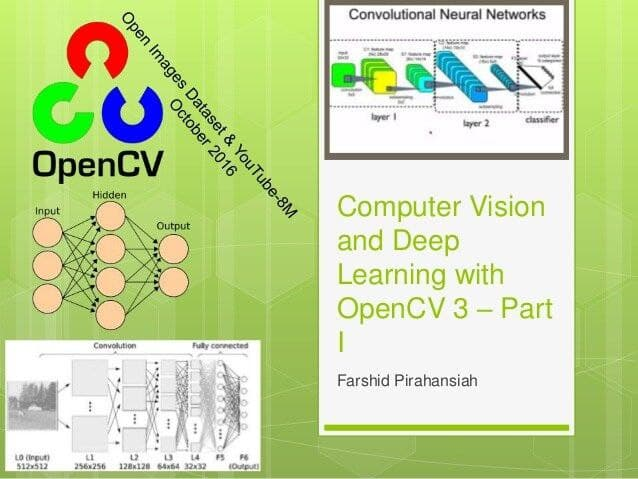 Open Images Dataset & YouTube-8M
October 2016
OpenCV
Input
Hidden
Output
Convolution
Fully connected
L0 (Input)
512x512
L1
256x256
L2
128x128
L3
64x64
L4
32x32
F5
F6
(Output)
Convolutional Neural Networks
layer 1
layer 2
classifier
Computer Vision
and Deep
Learning with
OpenCV 3 – Part
I
Farshid Pirahansiah